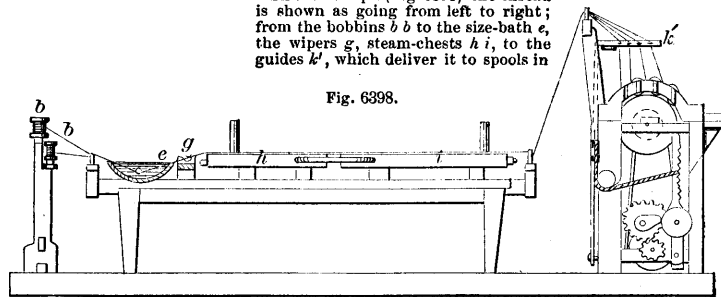 is shown as going from left to right;
from the bobbins b b to the size-bath e,
the wipers g, steam-chests h i, to the
guides k', which deliver it to spools in
Fig. 6398.
k'
b
b
e
g
h
i